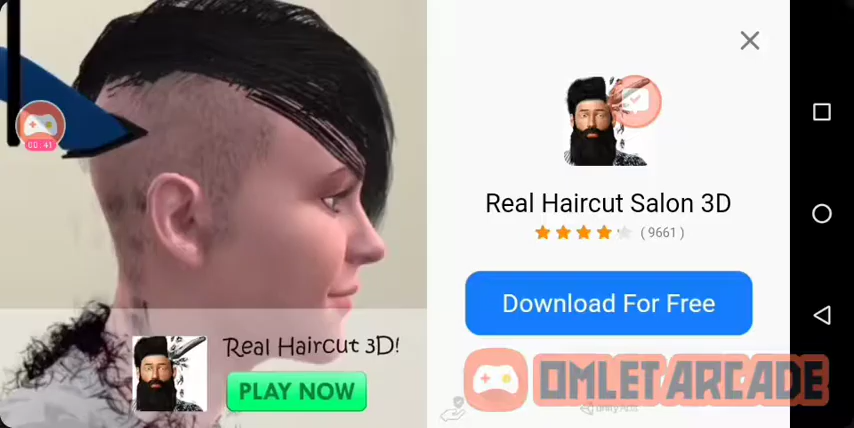 00:41
Real Haircut 3D!
PLAY NOW
Real Haircut Salon 3D
( 9661 )
Download For Free
OMLET ARCADE